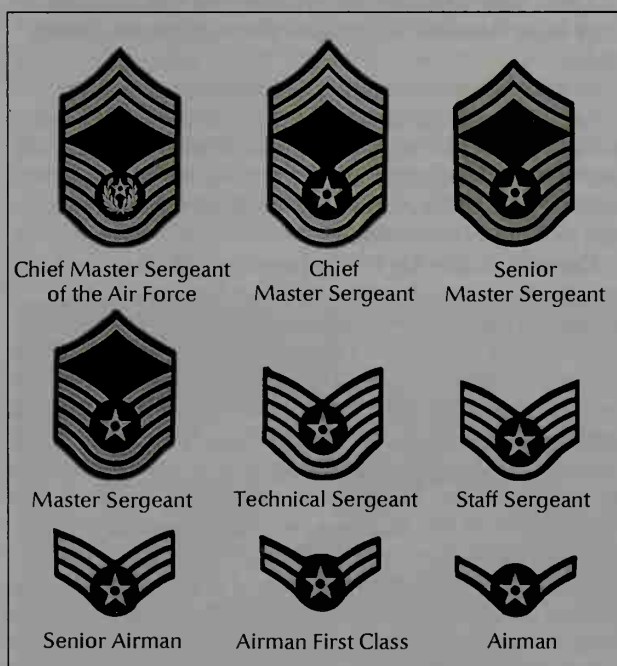 Chief Master Sergeant
of the Air Force
Chief
Master Sergeant
Senior
Master Sergeant
Master Sergeant
Technical Sergeant
Staff Sergeant
Senior Airman
Airman First Class
Airman